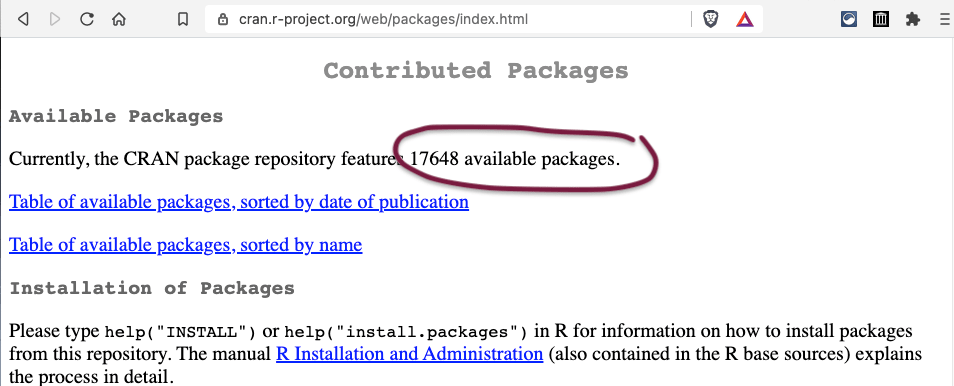 cran.r-project.org/web/packages/index.html
Contributed Packages
Available Packages
Currently, the CRAN package repository features 17648 available packages.
Table of available packages, sorted by date of publication
Table of available packages, sorted by name
Installation of Packages
Please type help("INSTALL") or help("install.packages") in R for information on how to install packages
from this repository. The manual R Installation and Administration (also contained in the R base sources) explains
the process in detail.